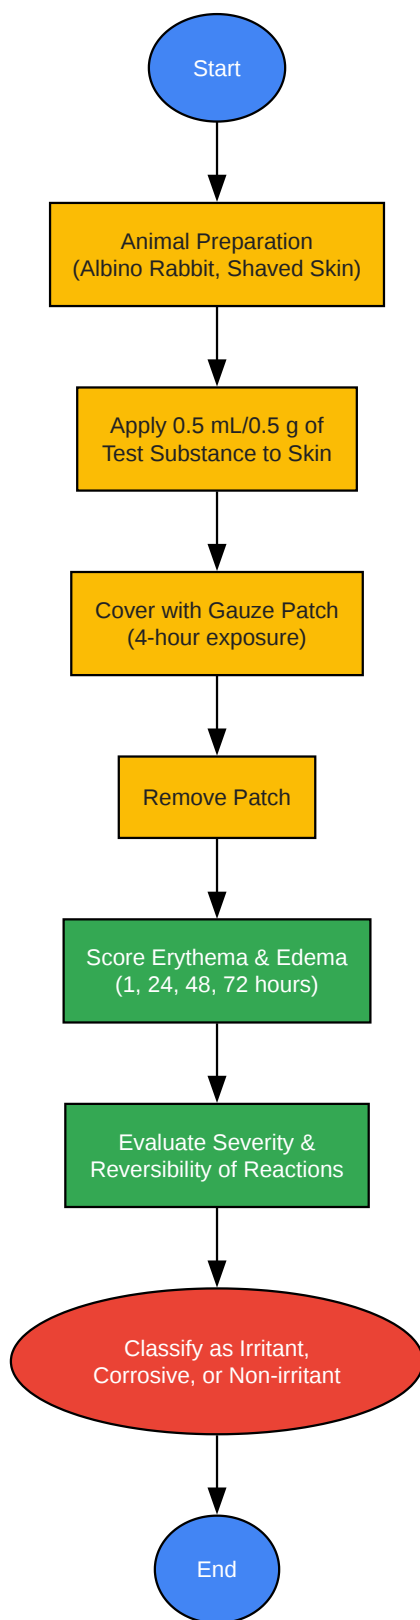 Start
Animal Preparation
(Albino Rabbit, Shaved Skin)
Apply 0.5 mL/0.5 g of
Test Substance to Skin
Cover with Gauze Patch
(4-hour exposure)
Remove Patch
Score Erythema & Edema
(1, 24, 48, 72 hours)
Evaluate Severity &
Reversibility of Reactions
Classify as Irritant,
Corrosive, or Non-irritant
End